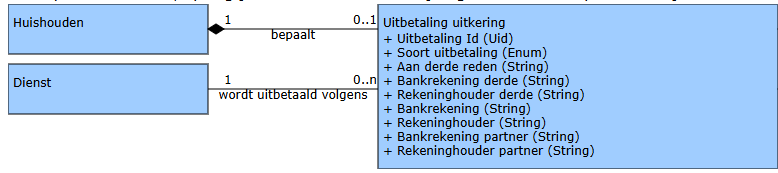 Huishouden
1
0..1
bepaalt
Dienst
1
0..n
wordt uitbetaald volgens
Uitbetaling uitkering
+ Uitbetaling Id (Uid)
+ Soort uitbetaling (Enum)
+ Aan derde reden (String)
+ Bankrekening derde (String)
+ Rekeninghouder derde (String)
+ Bankrekening (String)
+ Rekeninghouder (String)
+ Bankrekening partner (String)
+ Rekeninghouder partner (String)